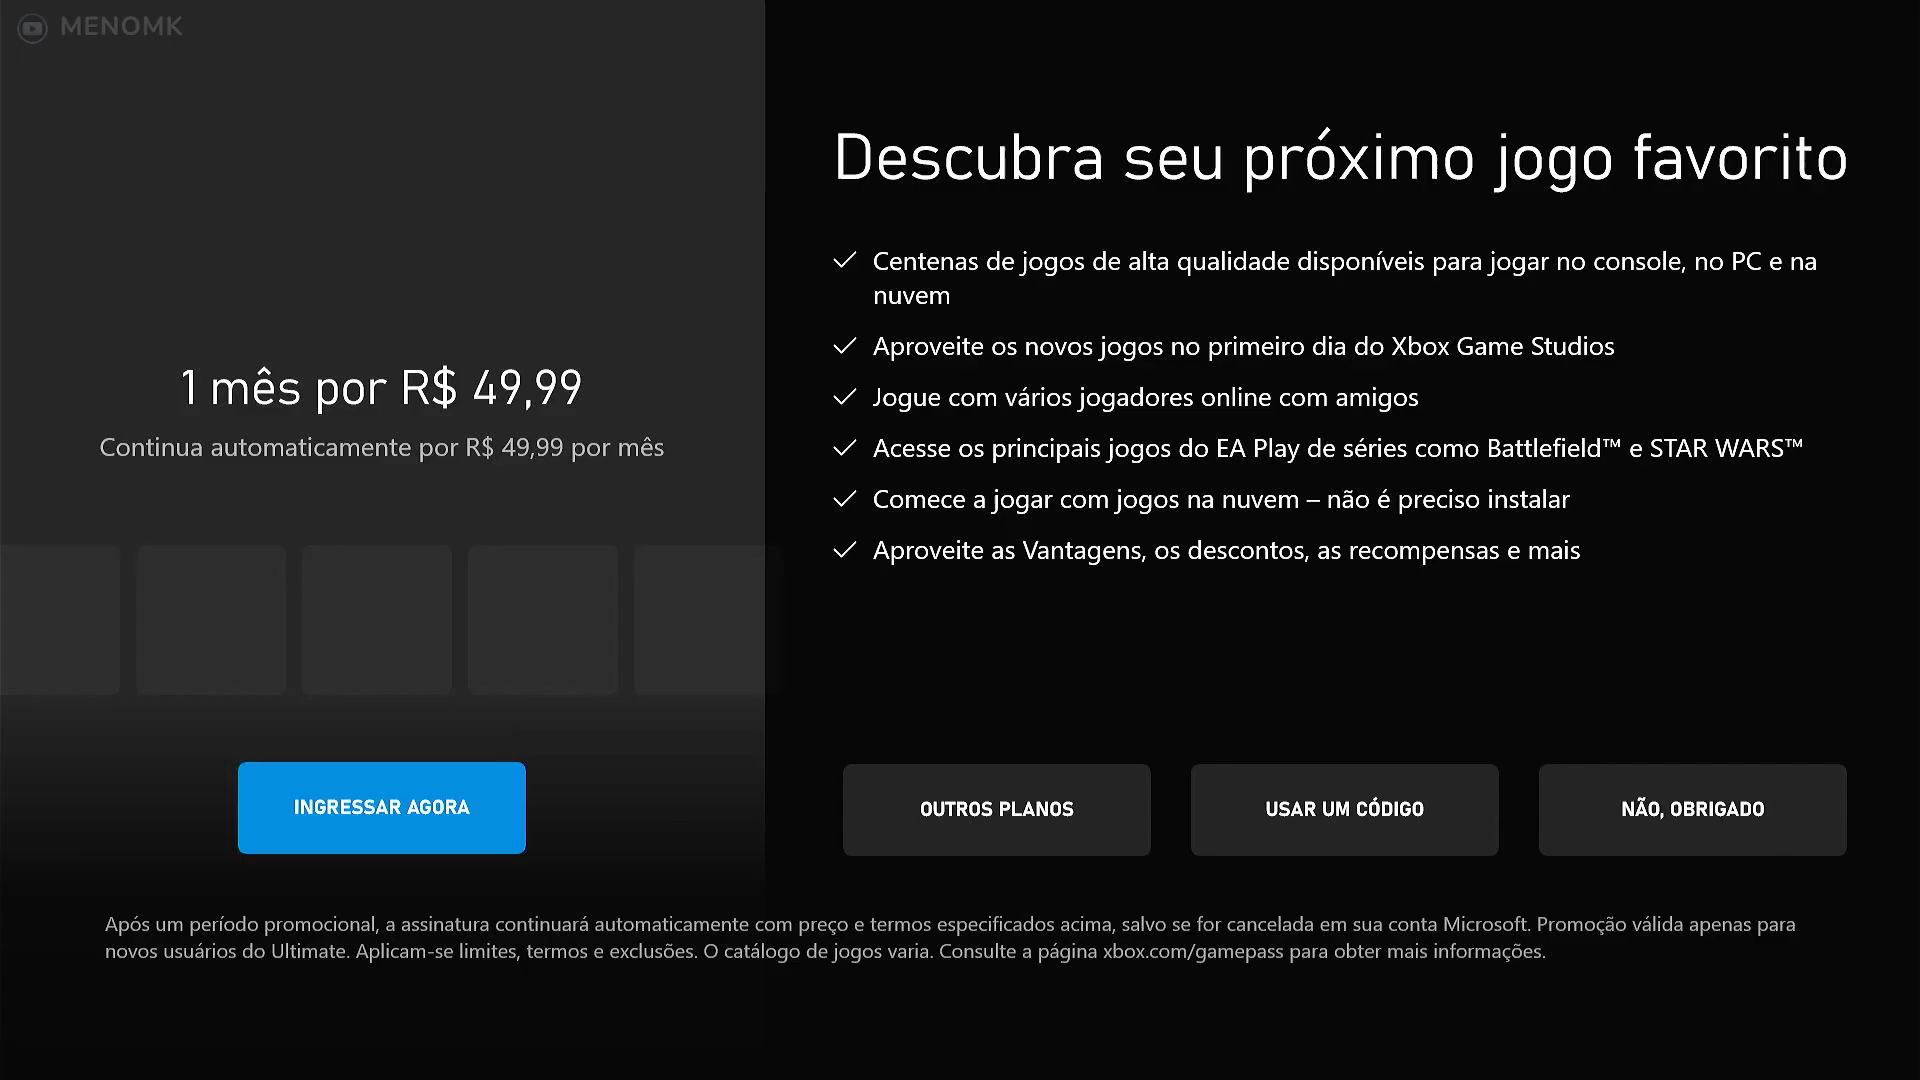 MENOMK
Descubra seu próximo jogo favorito
Centenas de jogos de alta qualidade disponíveis para jogar no console, no PC e na
nuvem
Aproveite os novos jogos no primeiro dia do Xbox Game Studios
Jogue com vários jogadores online com amigos
Acesse os principais jogos do EA Play de séries como Battlefield™ e STAR WARS™
Comece a jogar com jogos na nuvem – não é preciso instalar
Aproveite as Vantagens, os descontos, as recompensas e mais
1 mês por R$ 49,99
Continua automaticamente por R$ 49,99 por mês
INGRESSAR AGORA
OUTROS PLANOS
USAR UM CÓDIGO
NÃO, OBRIGADO
Após um período promocional, a assinatura continuará automaticamente com preço e termos especificados acima, salvo se for cancelada em sua conta Microsoft. Promoção válida apenas para
novos usuários do Ultimate. Aplicam-se limites, termos e exclusões. O catálogo de jogos varia. Consulte a página xbox.com/gamepass para obter mais informações.